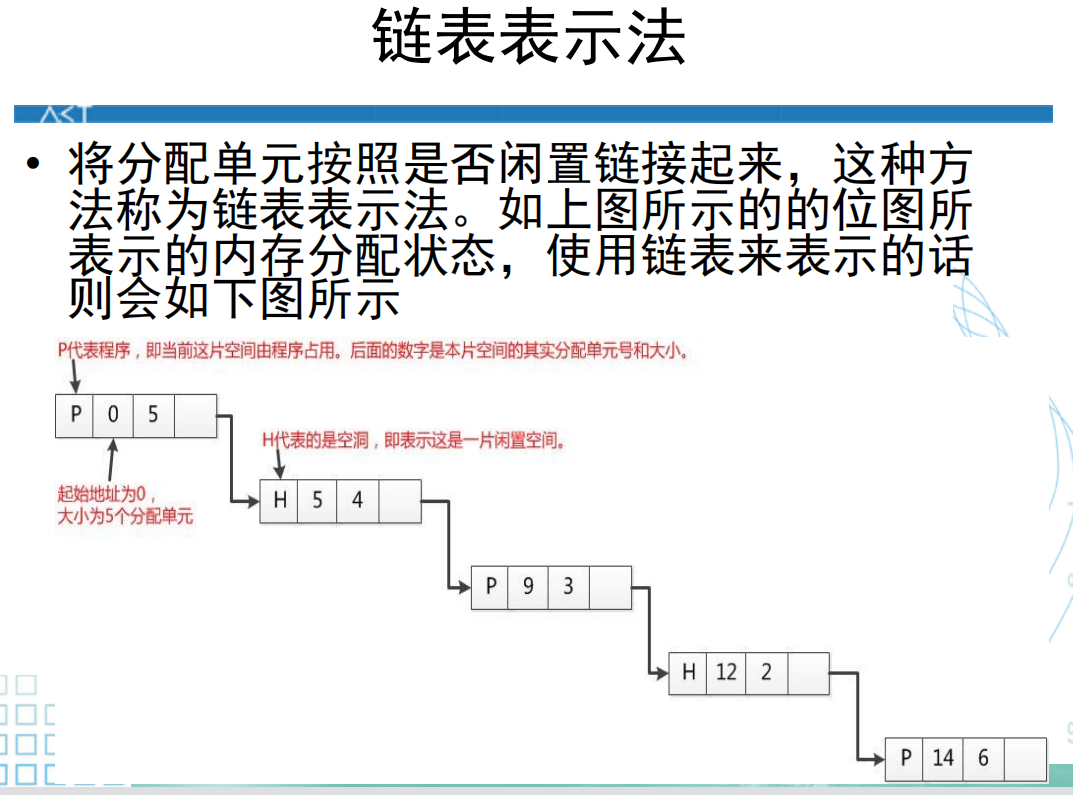 链表表示法
ACT
• 将分配单元按照是否闲置链接起来，这种方
法称为链表表示法。如上图所示的的位图所
表示的内存分配状态，使用链表来表示的话
则会如下图所示
P代表程序，即当前这片空间由程序占用。后面的数字是本片空间的其实分配单元号和大小。
P 0 5
H代表的是空洞，即表示这是一片闲置空间。
起始地址为0，
大小为5个分配单元
H 5 4
P 9 3
H 12 2
P 14 6